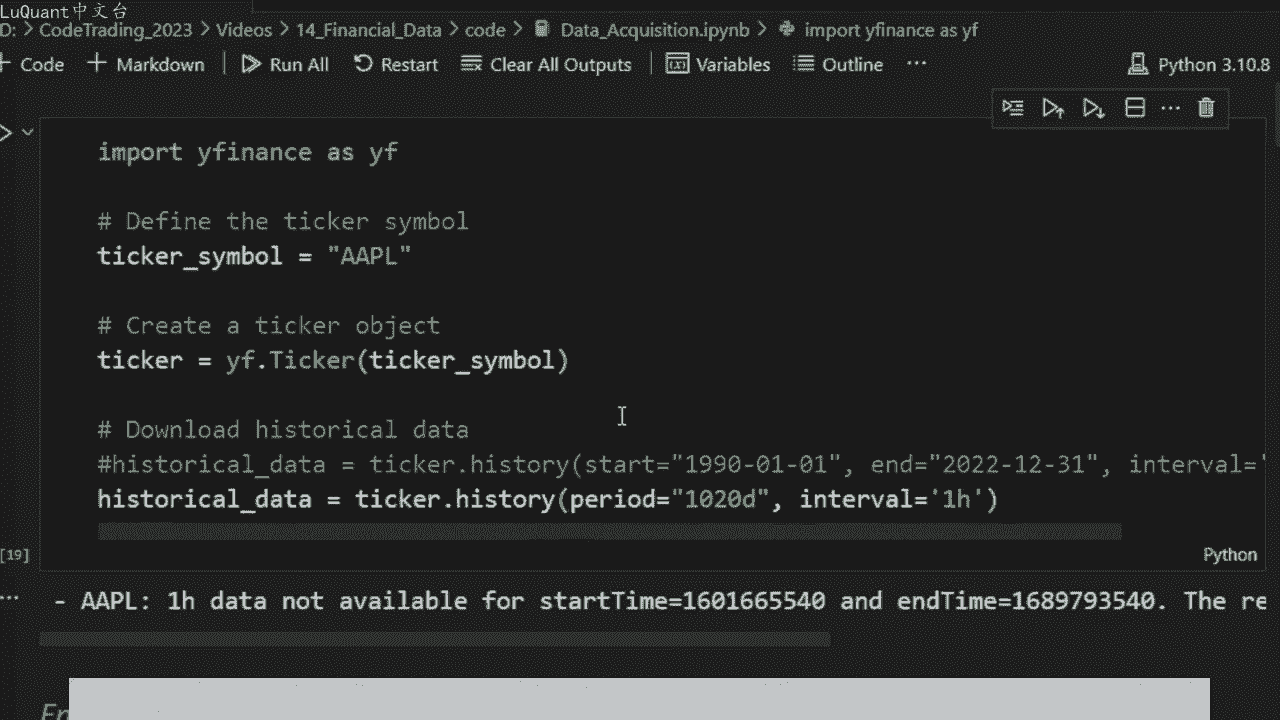 LuQuant中文台
D: > CodeTrading_2023 > Videos > 14_Financial_Data > code > Data_Acquisition.ipynb > import yfinance as yf
+ Code + Markdown Run All Restart Clear All Outputs Variables Outline ... Python 3.10.8
import yfinance as yf
# Define the ticker symbol
ticker_symbol = "AAPL"
# Create a ticker object
ticker = yf.Ticker(ticker_symbol)
# Download historical data
#historical_data = ticker.history(start="1990-01-01", end="2022-12-31", interval='
historical_data = ticker.history(period="1020d", interval='1h')
[19] Python
- AAPL: 1h data not available for startTime=1601665540 and endTime=1689793540. The re